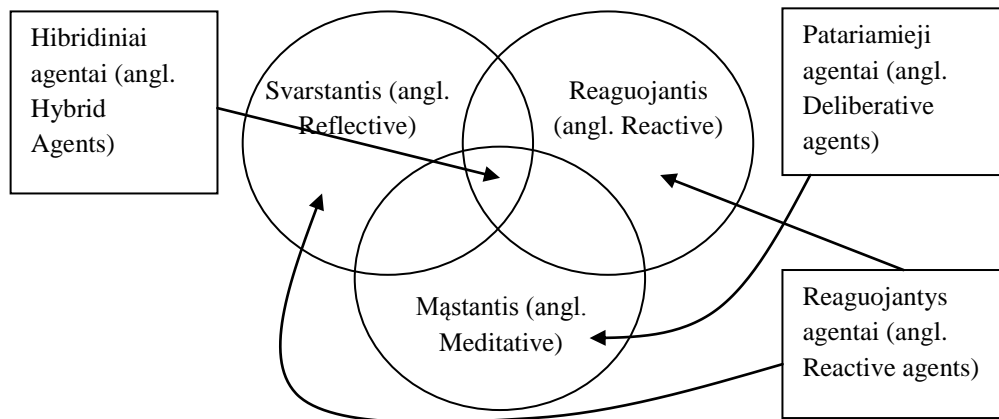 Hibridiniai
agentai (angl.
Hybrid
Agents)
Svarstantis (angl.
Reflective)
Reaguojantis
(angl. Reactive)
Patariamieji
agentai (angl.
Deliberative
agents)
Mąstantis (angl.
Meditative)
Reaguojantys
agentai (angl.
Reactive agents)